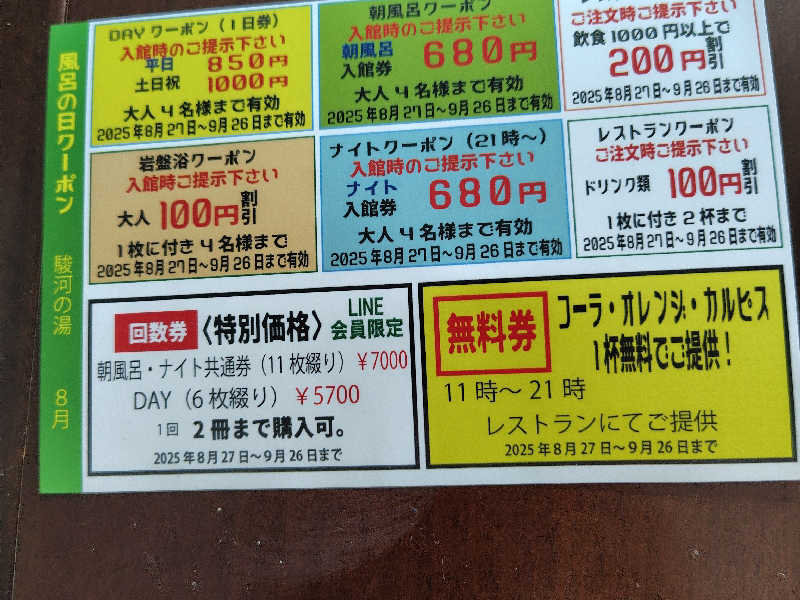 風呂の日クーポン 駿河の湯 8月
DAYクーポン（1日券）
入館時のご提示下さい
平日 850円
土日祝 1000円
大人4名様まで有効
2025年8月27日～9月26日まで有効
朝風呂クーポン
入館時のご提示下さい
朝風呂
入館券
680円
大人4名様まで有効
2025年8月27日～9月26日まで有効
ご注文時ご提示下さい
飲食1000円以上で
200円割引
2025年8月27日～9月26日まで有効
岩盤浴クーポン
入館時ご提示下さい
大人 100円割引
1枚に付き4名様まで
2025年8月27日～9月26日まで有効
ナイトクーポン（21時～）
入館時のご提示下さい
ナイト
入館券
680円
大人4名様まで有効
2025年8月27日～9月26日まで有効
レストランクーポン
ご注文時ご提示下さい
ドリンク類 100円割引
1枚に付き2杯まで
2025年8月27日～9月26日まで有効
回数券 〈特別価格〉 LINE会員限定
朝風呂・ナイト共通券（11枚綴り）￥7000
DAY（6枚綴り）￥5700
1回 2冊まで購入可。
2025年8月27日～9月26日まで
無料券
コーラ・オレンジ・カルピス
1杯無料でご提供！
11時～21時
レストランにてご提供
2025年8月27日～9月26日まで